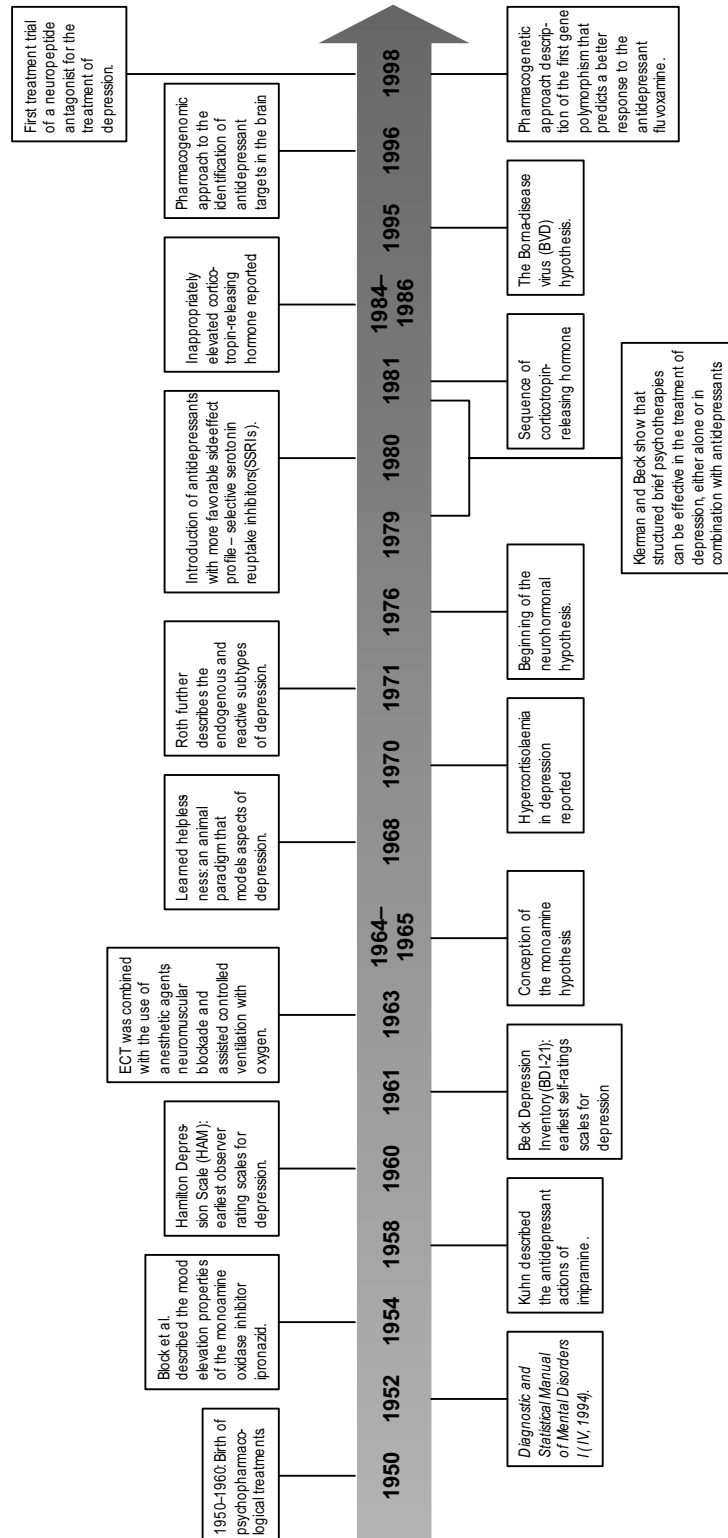 1950–1960: Birth of
psychopharmaco-
logical treatments
Block et al.
described the mood
elevation properties
of the monoamine
oxidase inhibitor
ipronazid.
Hamilton Depres-
sion Scale (HAM):
earliest observer
rating scales for
depression.
ECT was combined
with the use of
anesthetic agents
neuromuscular
blockade and
assisted controlled
ventilation with
oxygen.
Learned helpless
ness: an animal
paradigm that
models aspects of
depression.
Roth further
describes the
endogenous and
reactive subtypes
of depression.
Introduction of antidepressants
with more favorable sideeffect
profile – selective serotonin
reuptake inhibitors(SSRIs).
Inappropriately
elevated cortico-
tropin-releasing
hormone reported
Pharmacogenomic
approach to the
identification of
antidepressant
targets in the brain
First treatment trial
of a neuropeptide
antagonist for the
treatment of
depression.
1950
1952
1954
1958
1960
1961
1963
1964–
1965
1968
1970
1971
1976
1979
1980
1981
1984–
1986
1995
1996
1998
Diagnostic and
Statistical Manual
of Mental Disorders
I (IV, 1994).
Kuhn described
the antidepressant
actions of
imipramine.
Beck Depression
Inventory(BDI-21):
earliest self-ratings
scales for
depression
Conception of
the monoamine
hypothesis
Hypercortisolaemia
in depression
reported
Beginning of the
neurohormonal
hypothesis.
Klerman and Beck show that
structured brief psychotherapies
can be effective in the treatment of
depression, either alone or in
combination with antidepressants
Sequence of
corticotropin-
releasing hormone
The Borna-disease
virus (BVD)
hypothesis.
Pharmacogenetic
approach descrip-
tion of the first gene
polymorphism that
predicts a better
response to the
antidepressant
fluvoxamine.